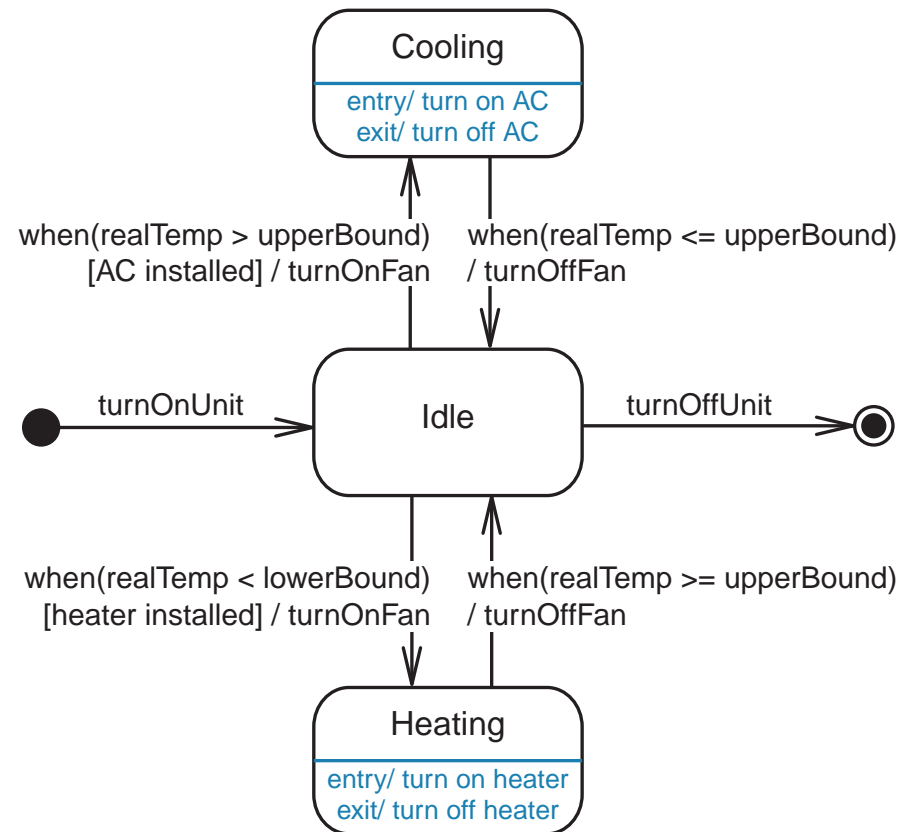 Cooling
entry/ turn on AC
exit/ turn off AC
when(realTemp > upperBound)
[AC installed] / turnOnFan
when(realTemp <= upperBound)
/ turnOffFan
turnOnUnit
Idle
turnOffUnit
when(realTemp < lowerBound)
[heater installed] / turnOnFan
when(realTemp >= upperBound)
/ turnOffFan
Heating
entry/ turn on heater
exit/ turn off heater